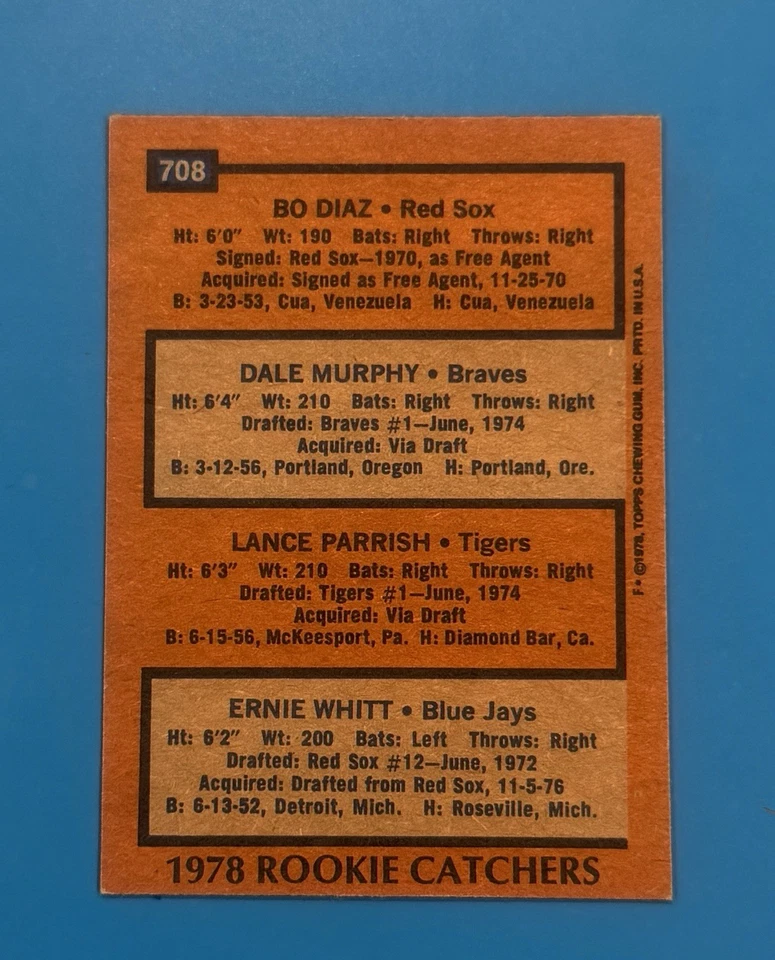 708
BO DIAZ • Red Sox
Ht: 6'0" Wt: 190 Bats: Right Throws: Right
Signed: Red Sox—1970, as Free Agent
Acquired: Signed as Free Agent, 11-25-70
B: 3-23-53, Cua, Venezuela H: Cua, Venezuela
DALE MURPHY • Braves
Ht: 6'4" Wt: 210 Bats: Right Throws: Right
Drafted: Braves #1—June, 1974
Acquired: Via Draft
B: 3-12-56, Portland, Oregon H: Portland, Ore.
LANCE PARRISH • Tigers
Ht: 6'3" Wt: 210 Bats: Right Throws: Right
Drafted: Tigers #1—June, 1974
Acquired: Via Draft
B: 6-15-56, McKeesport, Pa. H: Diamond Bar, Ca.
ERNIE WHITT • Blue Jays
Ht: 6'2" Wt: 200 Bats: Left Throws: Right
Drafted: Red Sox #12—June, 1972
Acquired: Drafted from Red Sox, 11-5-76
B: 6-13-52, Detroit, Mich. H: Roseville, Mich.
1978 ROOKIE CATCHERS
F• ©1978, TOPPS CHEWING GUM, INC. PRTD. IN U.S.A.